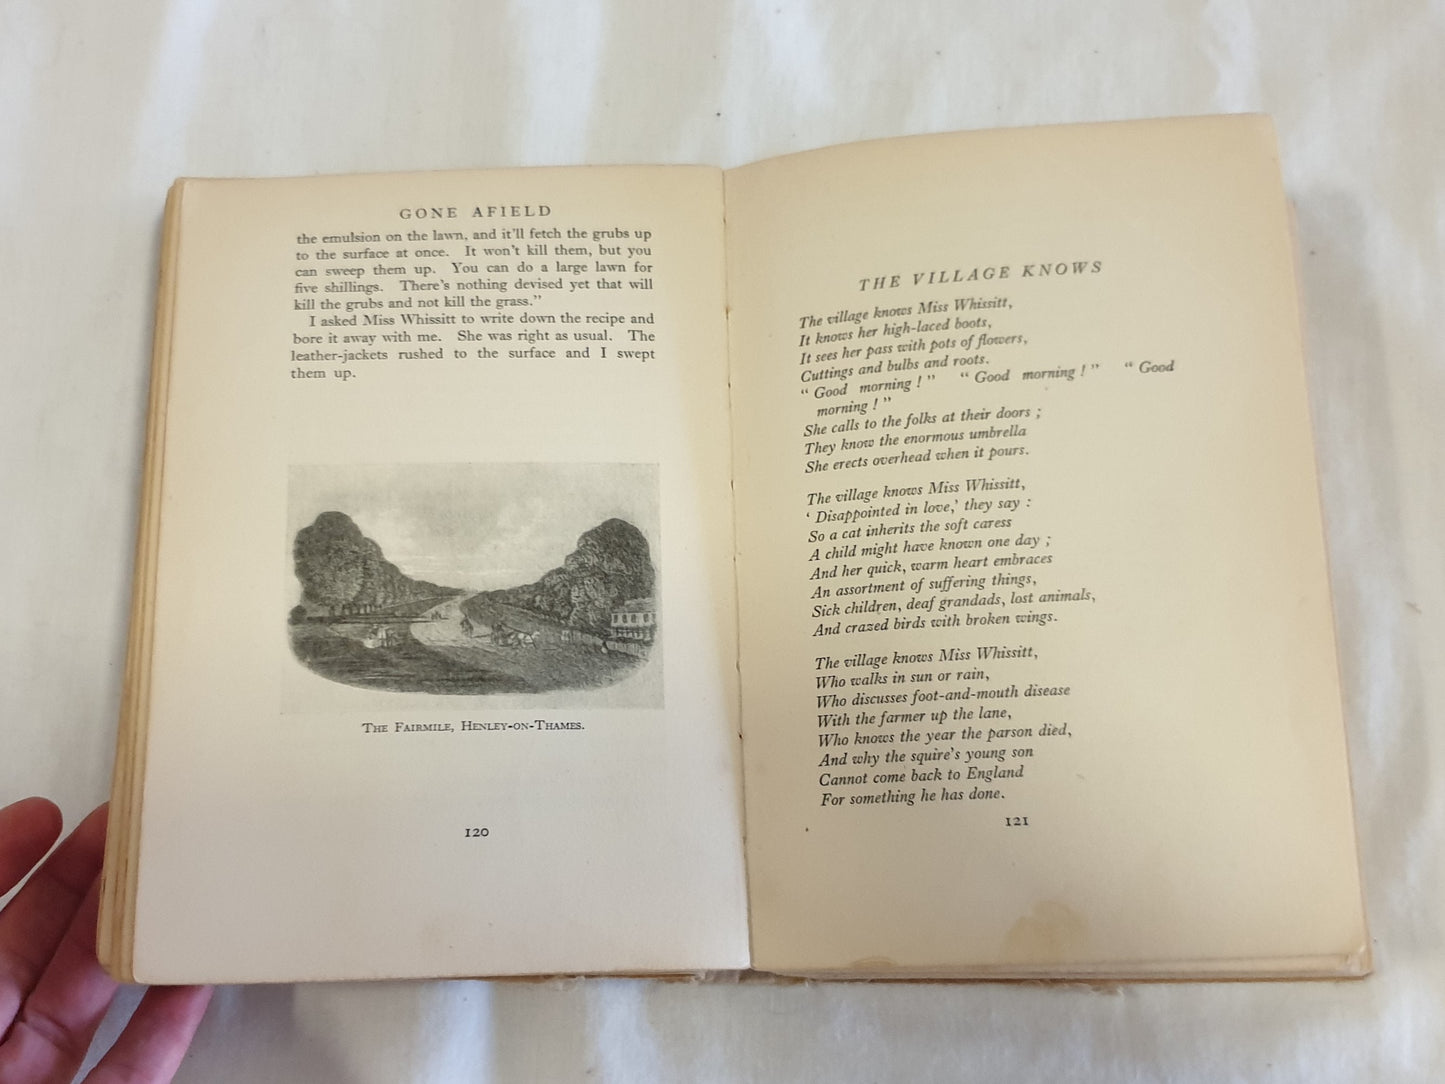 GONE AFIELD
the emulsion on the lawn, and it'll fetch the grubs up
to the surface at once. It won't kill them, but you
can sweep them up. You can do a large lawn for
five shillings. There's nothing devised yet that will
kill the grubs and not kill the grass."
I asked Miss Whissitt to write down the recipe and
bore it away with me. She was right as usual. The
leather-jackets rushed to the surface and I swept
them up.
THE FAIRMILE, HENLEY-ON-THAMES.
120
THE VILLAGE KNOWS
The village knows Miss Whissitt,
It knows her high-laced boots,
It sees her pass with pots of flowers,
Cuttings and bulbs and roots.
" Good morning ! " " Good morning ! " " Good
morning ! "
She calls to the folks at their doors ;
They know the enormous umbrella
She erects overhead when it pours.
The village knows Miss Whissitt,
' Disappointed in love,' they say :
So a cat inherits the soft caress
A child might have known one day ;
And her quick, warm heart embraces
An assortment of suffering things,
Sick children, deaf grandads, lost animals,
And crazed birds with broken wings.
The village knows Miss Whissitt,
Who walks in sun or rain,
Who discusses foot-and-mouth disease
With the farmer up the lane,
Who knows the year the parson died,
And why the squire's young son
Cannot come back to England
For something he has done.
121